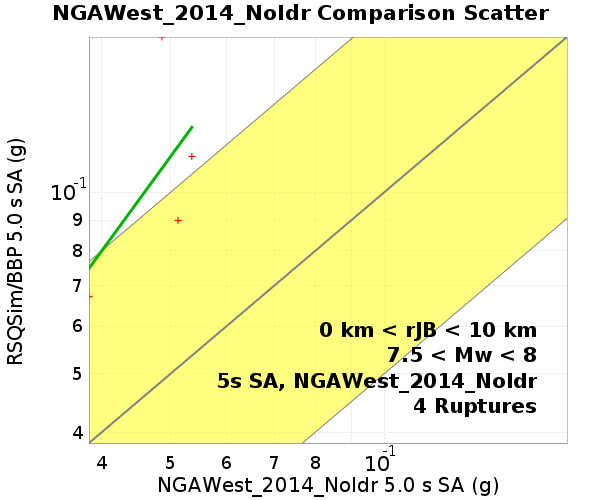 NGAWest_2014_NoIdr Comparison Scatter
RSQSim/BBP 5.0 s SA (g)
10-1
9
8
7
6
5
4
0 km < rJB < 10 km
7.5 < Mw < 8
5s SA, NGAWest_2014_NoIdr
4 Ruptures
4 5 6 7 8 10-1
NGAWest_2014_NoIdr 5.0 s SA (g)